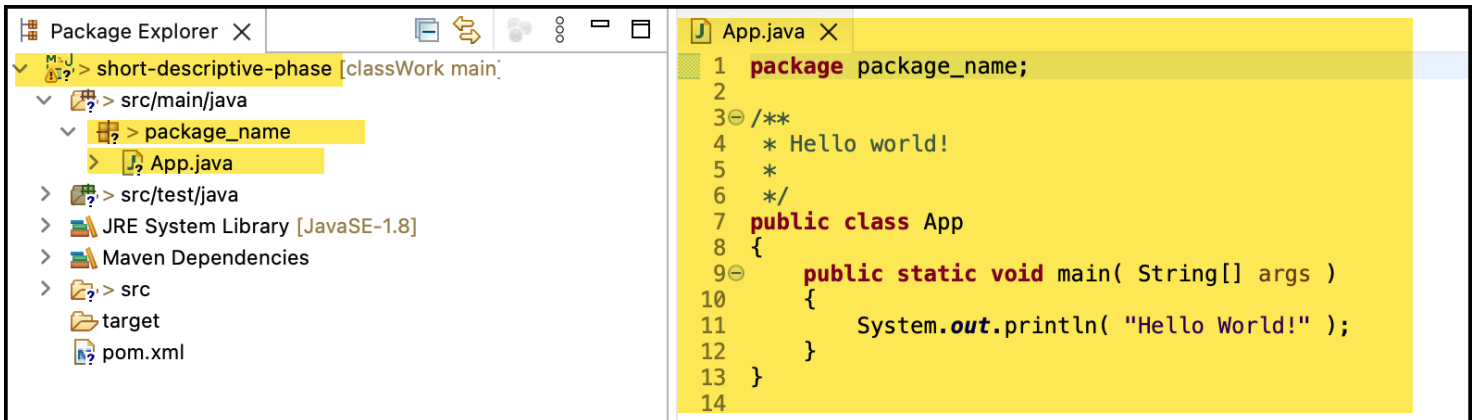 Package Explorer
> short-descriptive-phase [classWork main]
> src/main/java
> package_name
App.java
> src/test/java
JRE System Library [JavaSE-1.8]
Maven Dependencies
> src
target
pom.xml
App.java
1 package package_name;
2
3 /**
4 * Hello world!
5 *
6 */
7 public class App
8 {
9 public static void main( String[] args )
10 {
11 System.out.println( "Hello World!" );
12 }
13 }
14